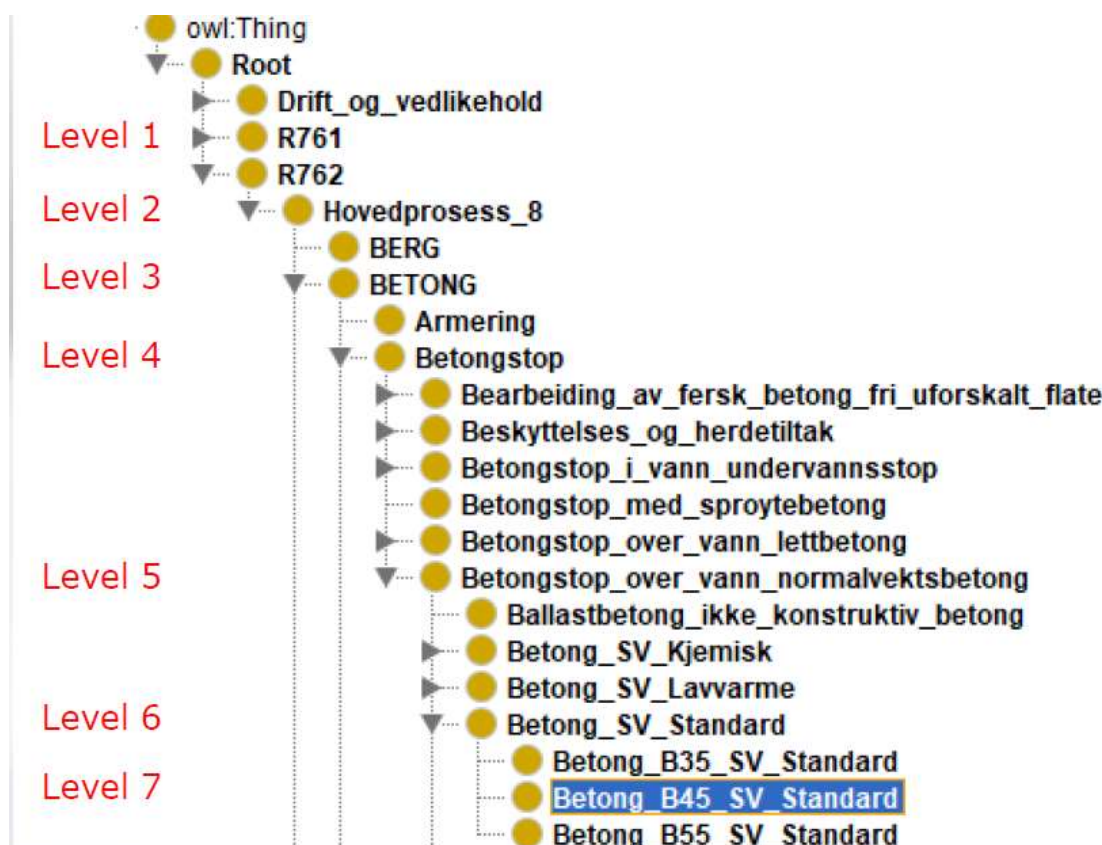 owl:Thing
Root
Drift_og_vedlikehold
Level 1 R761
R762
Level 2 Hovedprosess_8
BERG
Level 3 BETONG
Armering
Level 4 Betongstop
Bearbeiding_av_fersk_betong_fri_uforskalt_flate
Beskyttelses_og_herdetiltak
Betongstop_i_vann_undervannsstop
Betongstop_med_sproytebetong
Betongstop_over_vann_lettbetong
Level 5 Betongstop_over_vann_normalvektsbetong
Ballastbetong_ikke_konstruktiv_betong
Betong_SV_Kjemisk
Betong_SV_Lavvarme
Level 6 Betong_SV_Standard
Betong_B35_SV_Standard
Level 7 Betong_B45_SV_Standard
Betong_B55_SV_Standard